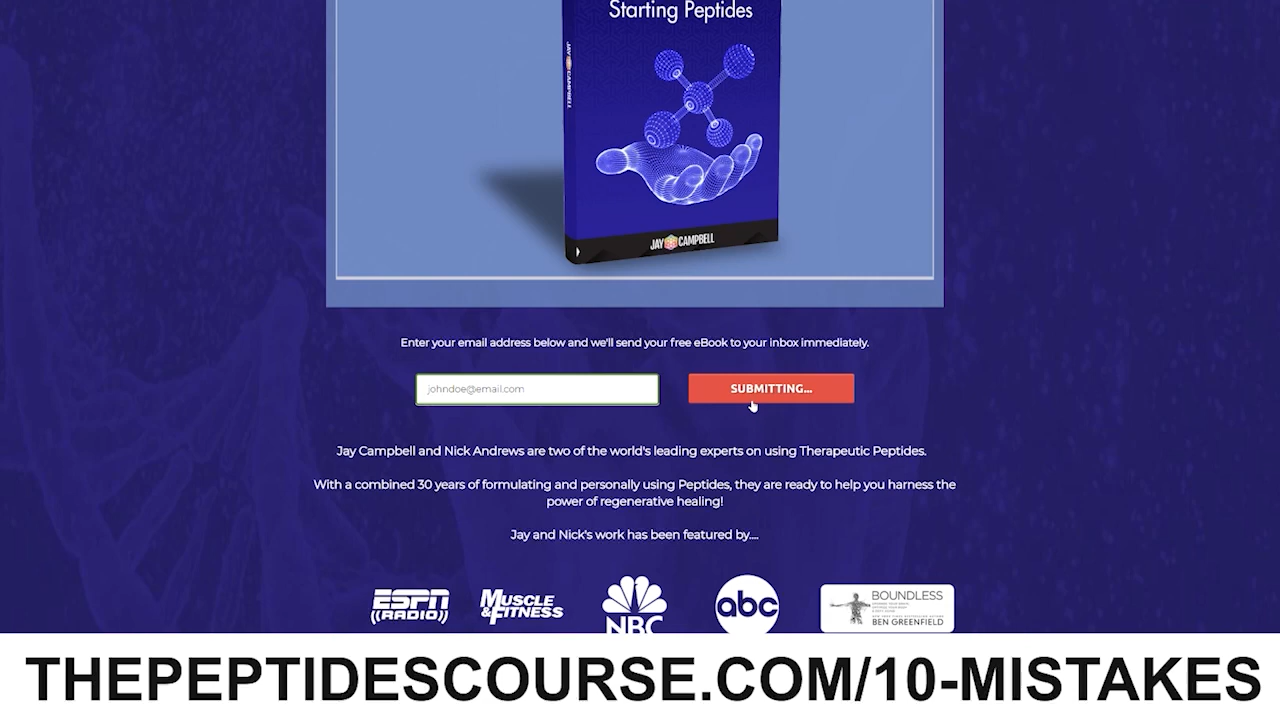 Starting Peptides
JAY CAMPBELL
JAY CAMPBELL
Enter your email address below and we'll send your free eBook to your inbox immediately.
johndoe@email.com
SUBMITTING...
Jay Campbell and Nick Andrews are two of the world's leading experts on using Therapeutic Peptides.
With a combined 30 years of formulating and personally using Peptides, they are ready to help you harness the
power of regenerative healing!
Jay and Nick's work has been featured by....
ESPN
RADIO
MUSCLE
& FITNESS
NBC
abc
BOUNDLESS
BEN GREENFIELD
THEPEPTIDESCOURSE.COM/10-MISTAKES